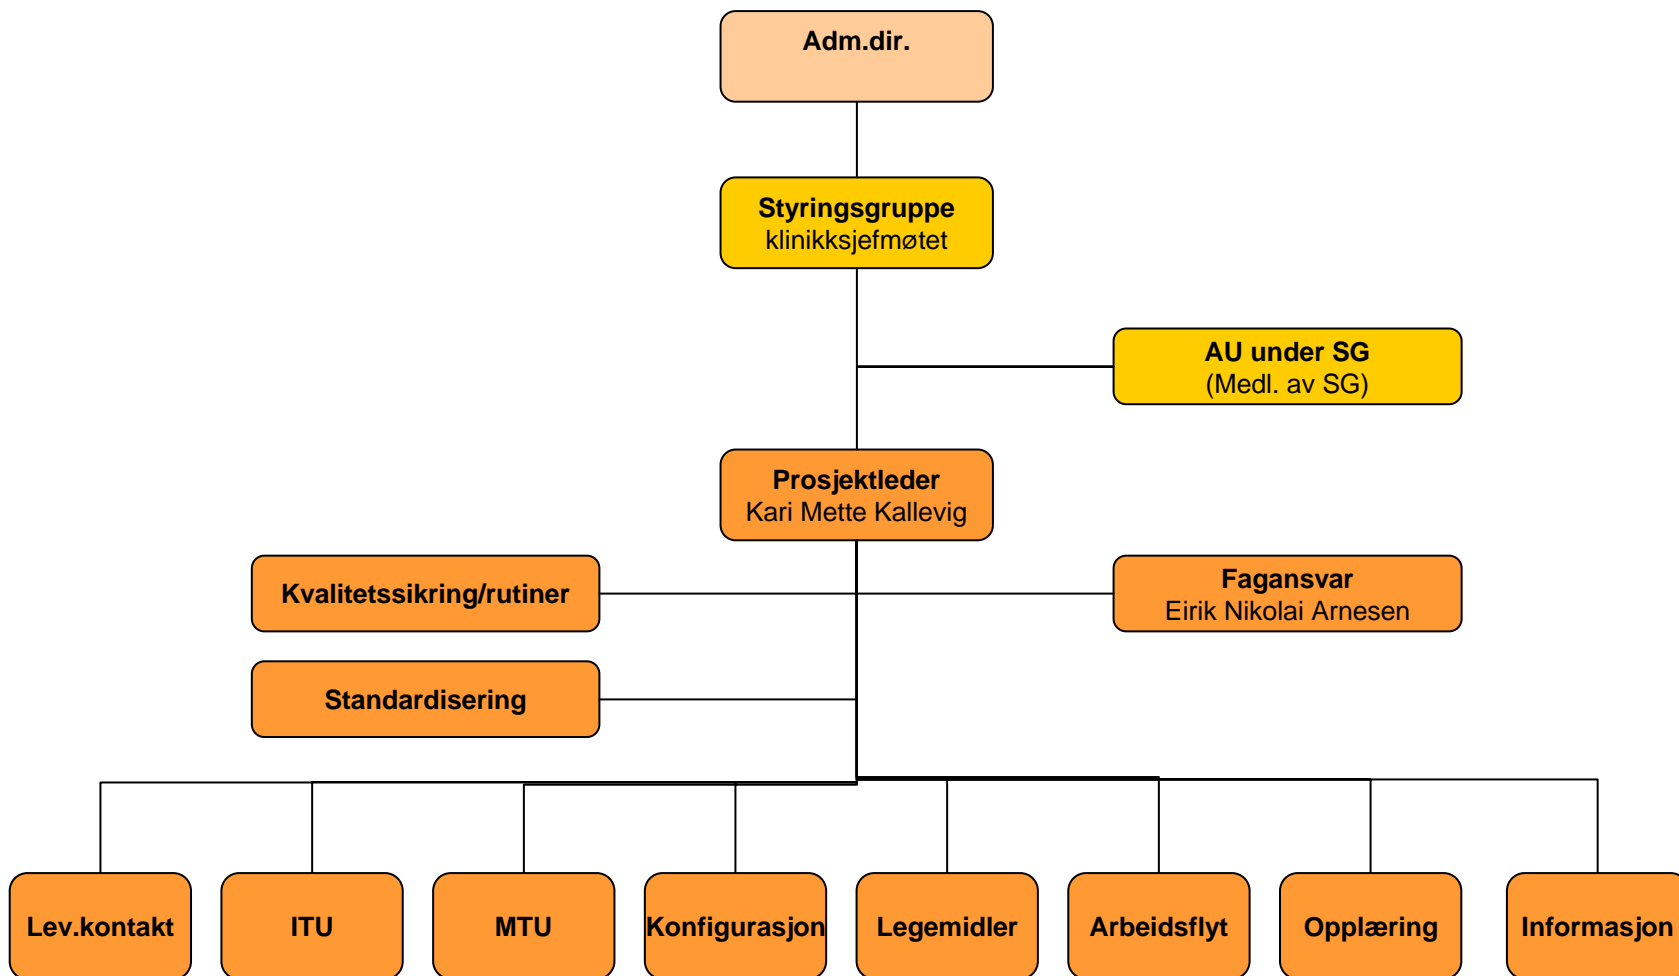 Adm.dir.
Styringsgruppe
klinikksjefmøtet
AU under SG
(Medl. av SG)
Prosjektleder
Kari Mette Kallevig
Kvalitetssikring/rutiner
Fagansvar
Eirik Nikolai Arnesen
Standardisering
Lev.kontakt
ITU
MTU
Konfigurasjon
Legemidler
Arbeidsflyt
Opplæring
Informasjon